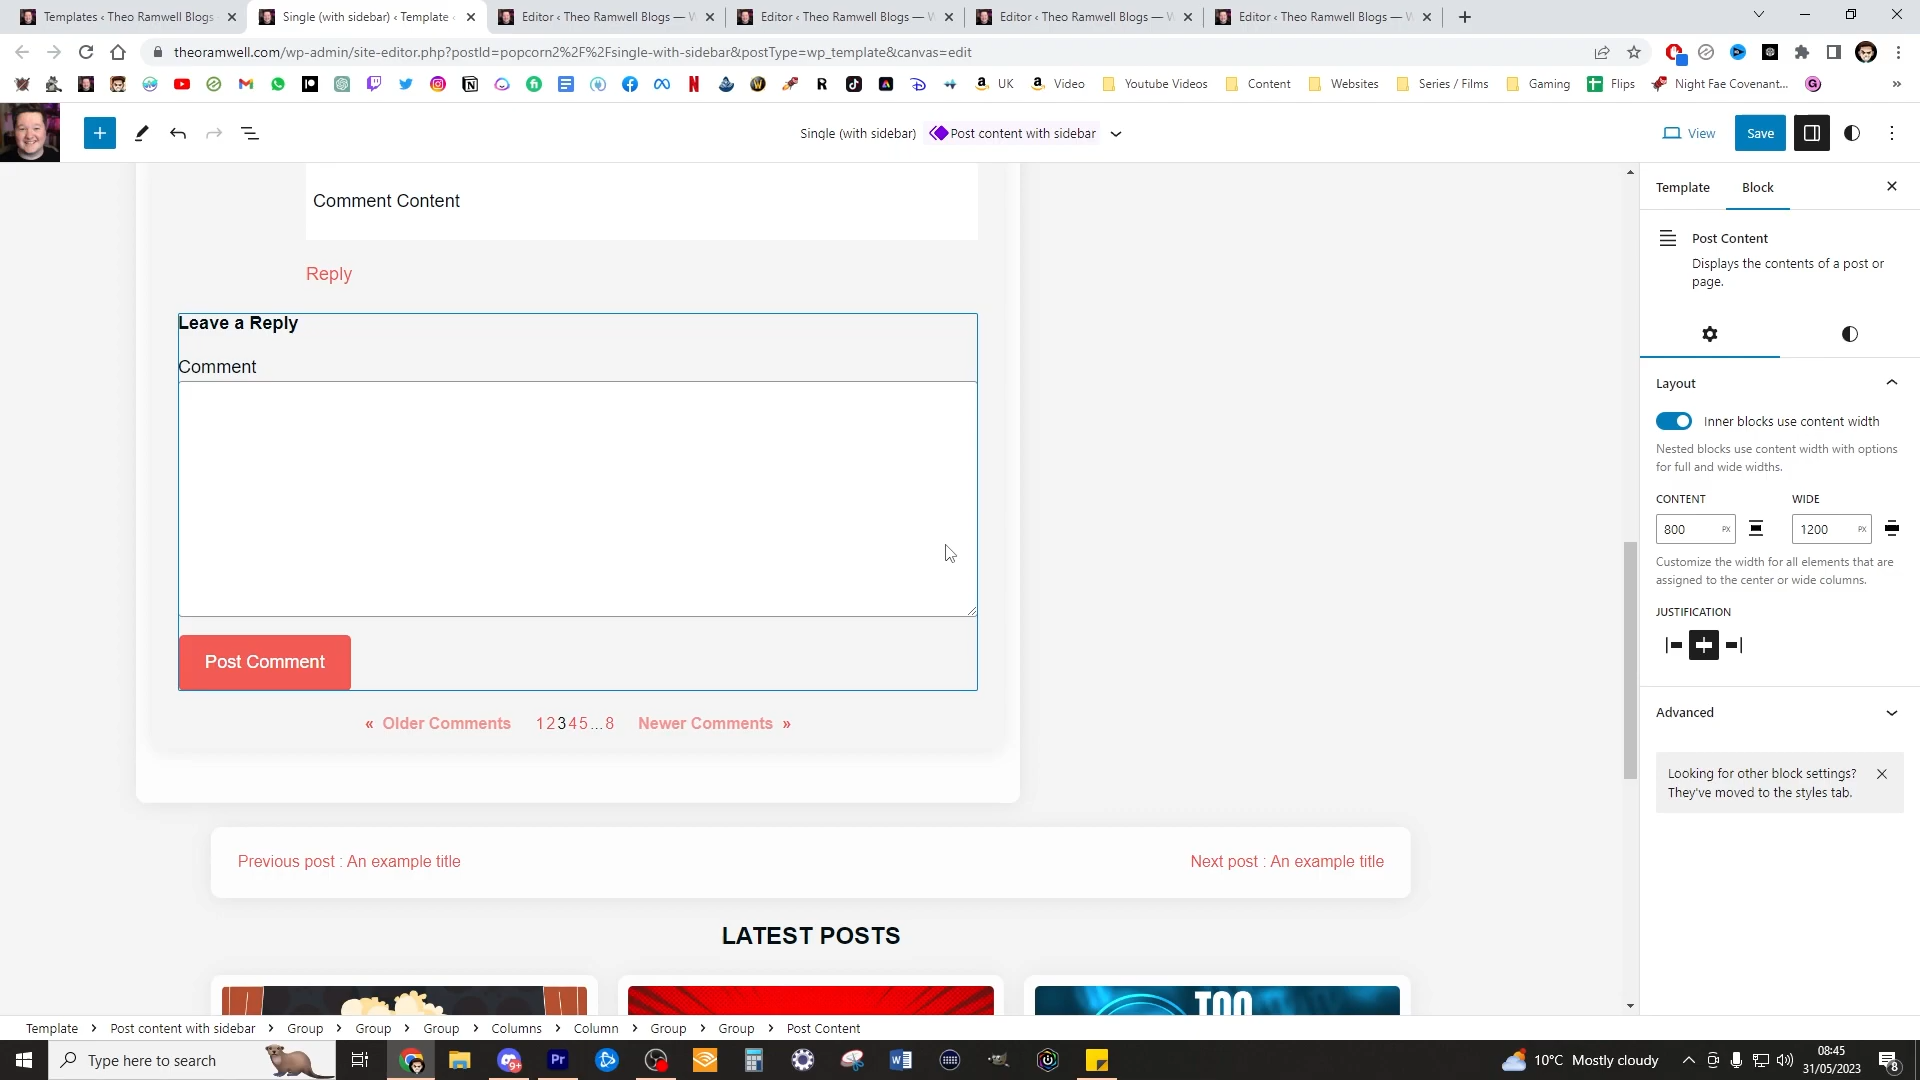 Templates ‹ Theo Ramwell Blogs
Single (with sidebar) ‹ Template ‹
Editor ‹ Theo Ramwell Blogs — W
Editor ‹ Theo Ramwell Blogs — W
Editor ‹ Theo Ramwell Blogs — W
Editor ‹ Theo Ramwell Blogs — W
theoramwell.com/wp-admin/site-editor.php?postId=popcorn2%2F%2Fsingle-with-sidebar&postType=wp_template&canvas=edit
UK
Video
Youtube Videos
Content
Websites
Series / Films
Gaming
Flips
Night Fae Covenant...
Single (with sidebar)
Post content with sidebar
View
Save
Template
Block
Post Content
Displays the contents of a post or
page.
Layout
Inner blocks use content width
Nested blocks use content width with options
for full and wide widths.
CONTENT
WIDE
800 PX
1200 PX
Customize the width for all elements that are
assigned to the center or wide columns.
JUSTIFICATION
Advanced
Looking for other block settings?
They've moved to the styles tab.
Comment Content
Reply
Leave a Reply
Comment
Post Comment
« Older Comments 1 2 3 4 5 ... 8 Newer Comments »
Previous post : An example title
Next post : An example title
LATEST POSTS
TOO
Template > Post content with sidebar > Group > Group > Group > Columns > Column > Group > Group > Post Content
Type here to search
10°C Mostly cloudy
08:45
31/05/2023
8